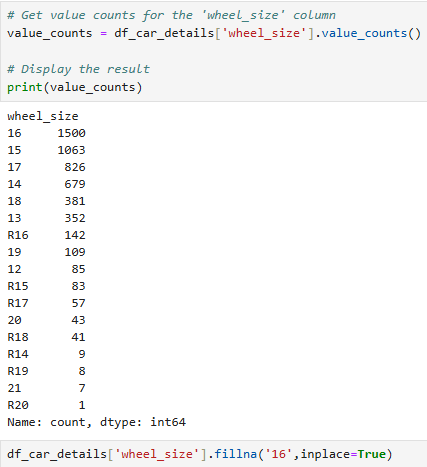 # Get value counts for the 'wheel_size' column
value_counts = df_car_details['wheel_size'].value_counts()
# Display the result
print(value_counts)
wheel_size
16 1500
15 1063
17 826
14 679
18 381
13 352
R16 142
19 109
12 85
R15 83
R17 57
20 43
R18 41
R14 9
R19 8
21 7
R20 1
Name: count, dtype: int64
df_car_details['wheel_size'].fillna('16',inplace=True)